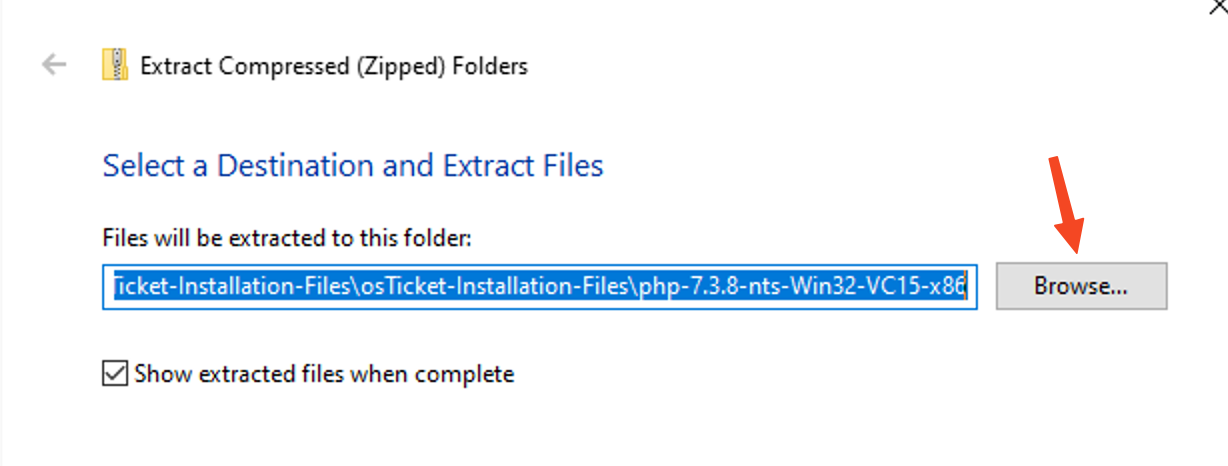 Extract Compressed (Zipped) Folders
Select a Destination and Extract Files
Files will be extracted to this folder:
Ticket-Installation-Files\osTicket-Installation-Files\php-7.3.8-nts-Win32-VC15-x86
Browse...
Show extracted files when complete